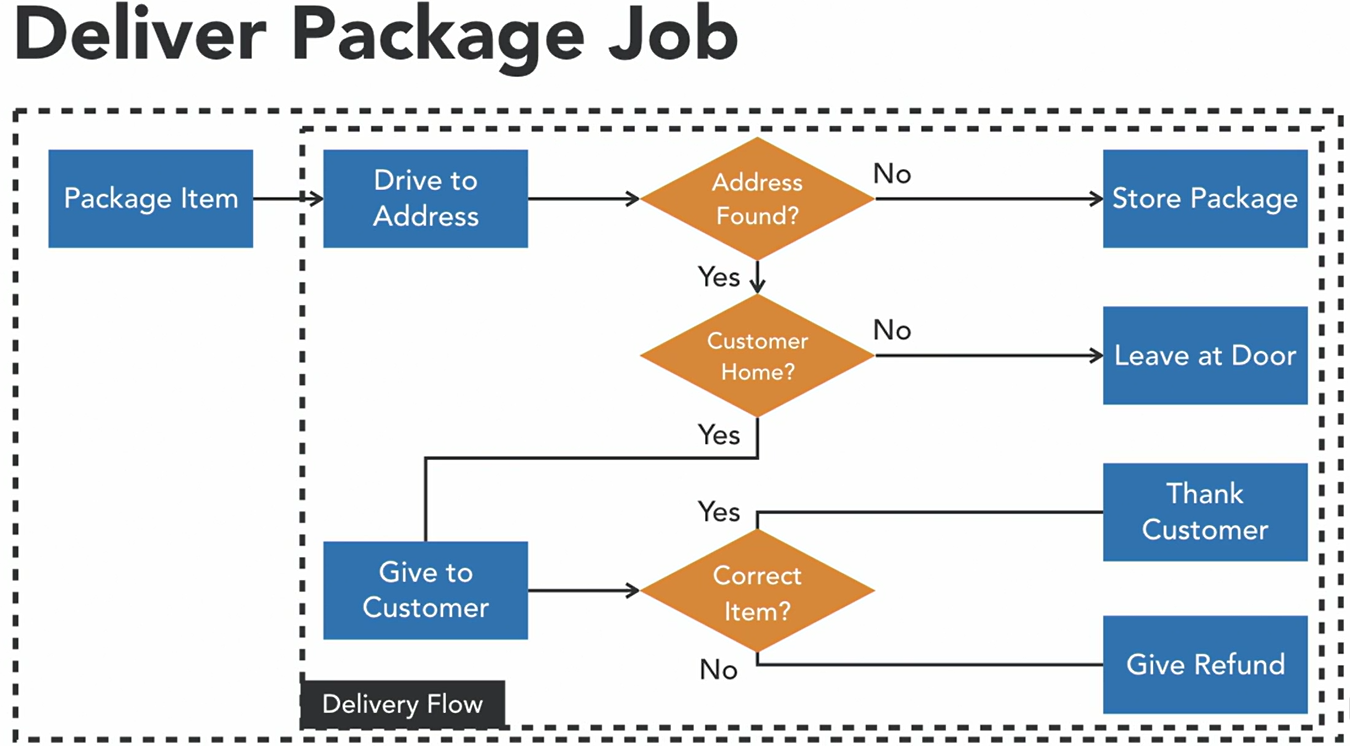 Deliver Package Job
Package Item
Drive to
Address
Address
Found?
No
Store Package
Yes
Customer
Home?
No
Leave at Door
Yes
Yes
Thank
Customer
Give to
Customer
Correct
Item?
No
Give Refund
Delivery Flow